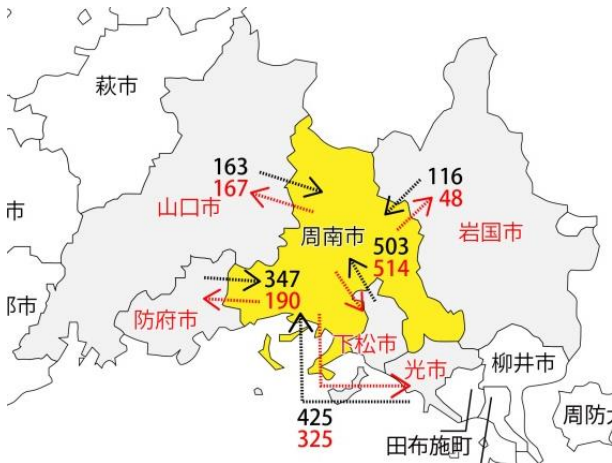 萩市
163
167
山口市
116
48
岩国市
市
周南市
503
514
347
190
防府市
下松市
光市
柳井市
425
325
田布施町
周防